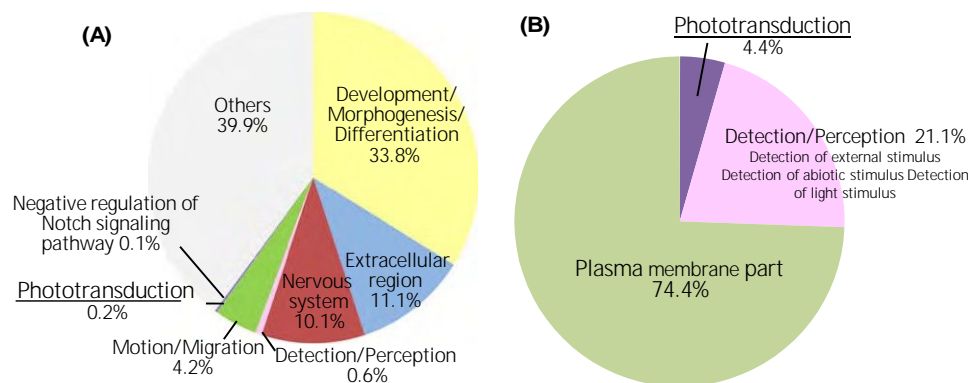 (A)
Others
39.9%
Development/
Morphogenesis/
Differentiation
33.8%
Negative regulation of
Notch signaling
pathway 0.1%
Phototransduction
0.2%
Motion/Migration
4.2%
Nervous
system
10.1%
Extracellular
region
11.1%
Detection/Perception
0.6%
(B)
Phototransduction
4.4%
Detection/Perception 21.1%
Detection of external stimulus
Detection of abiotic stimulus Detection
of light stimulus
Plasma membrane part
74.4%